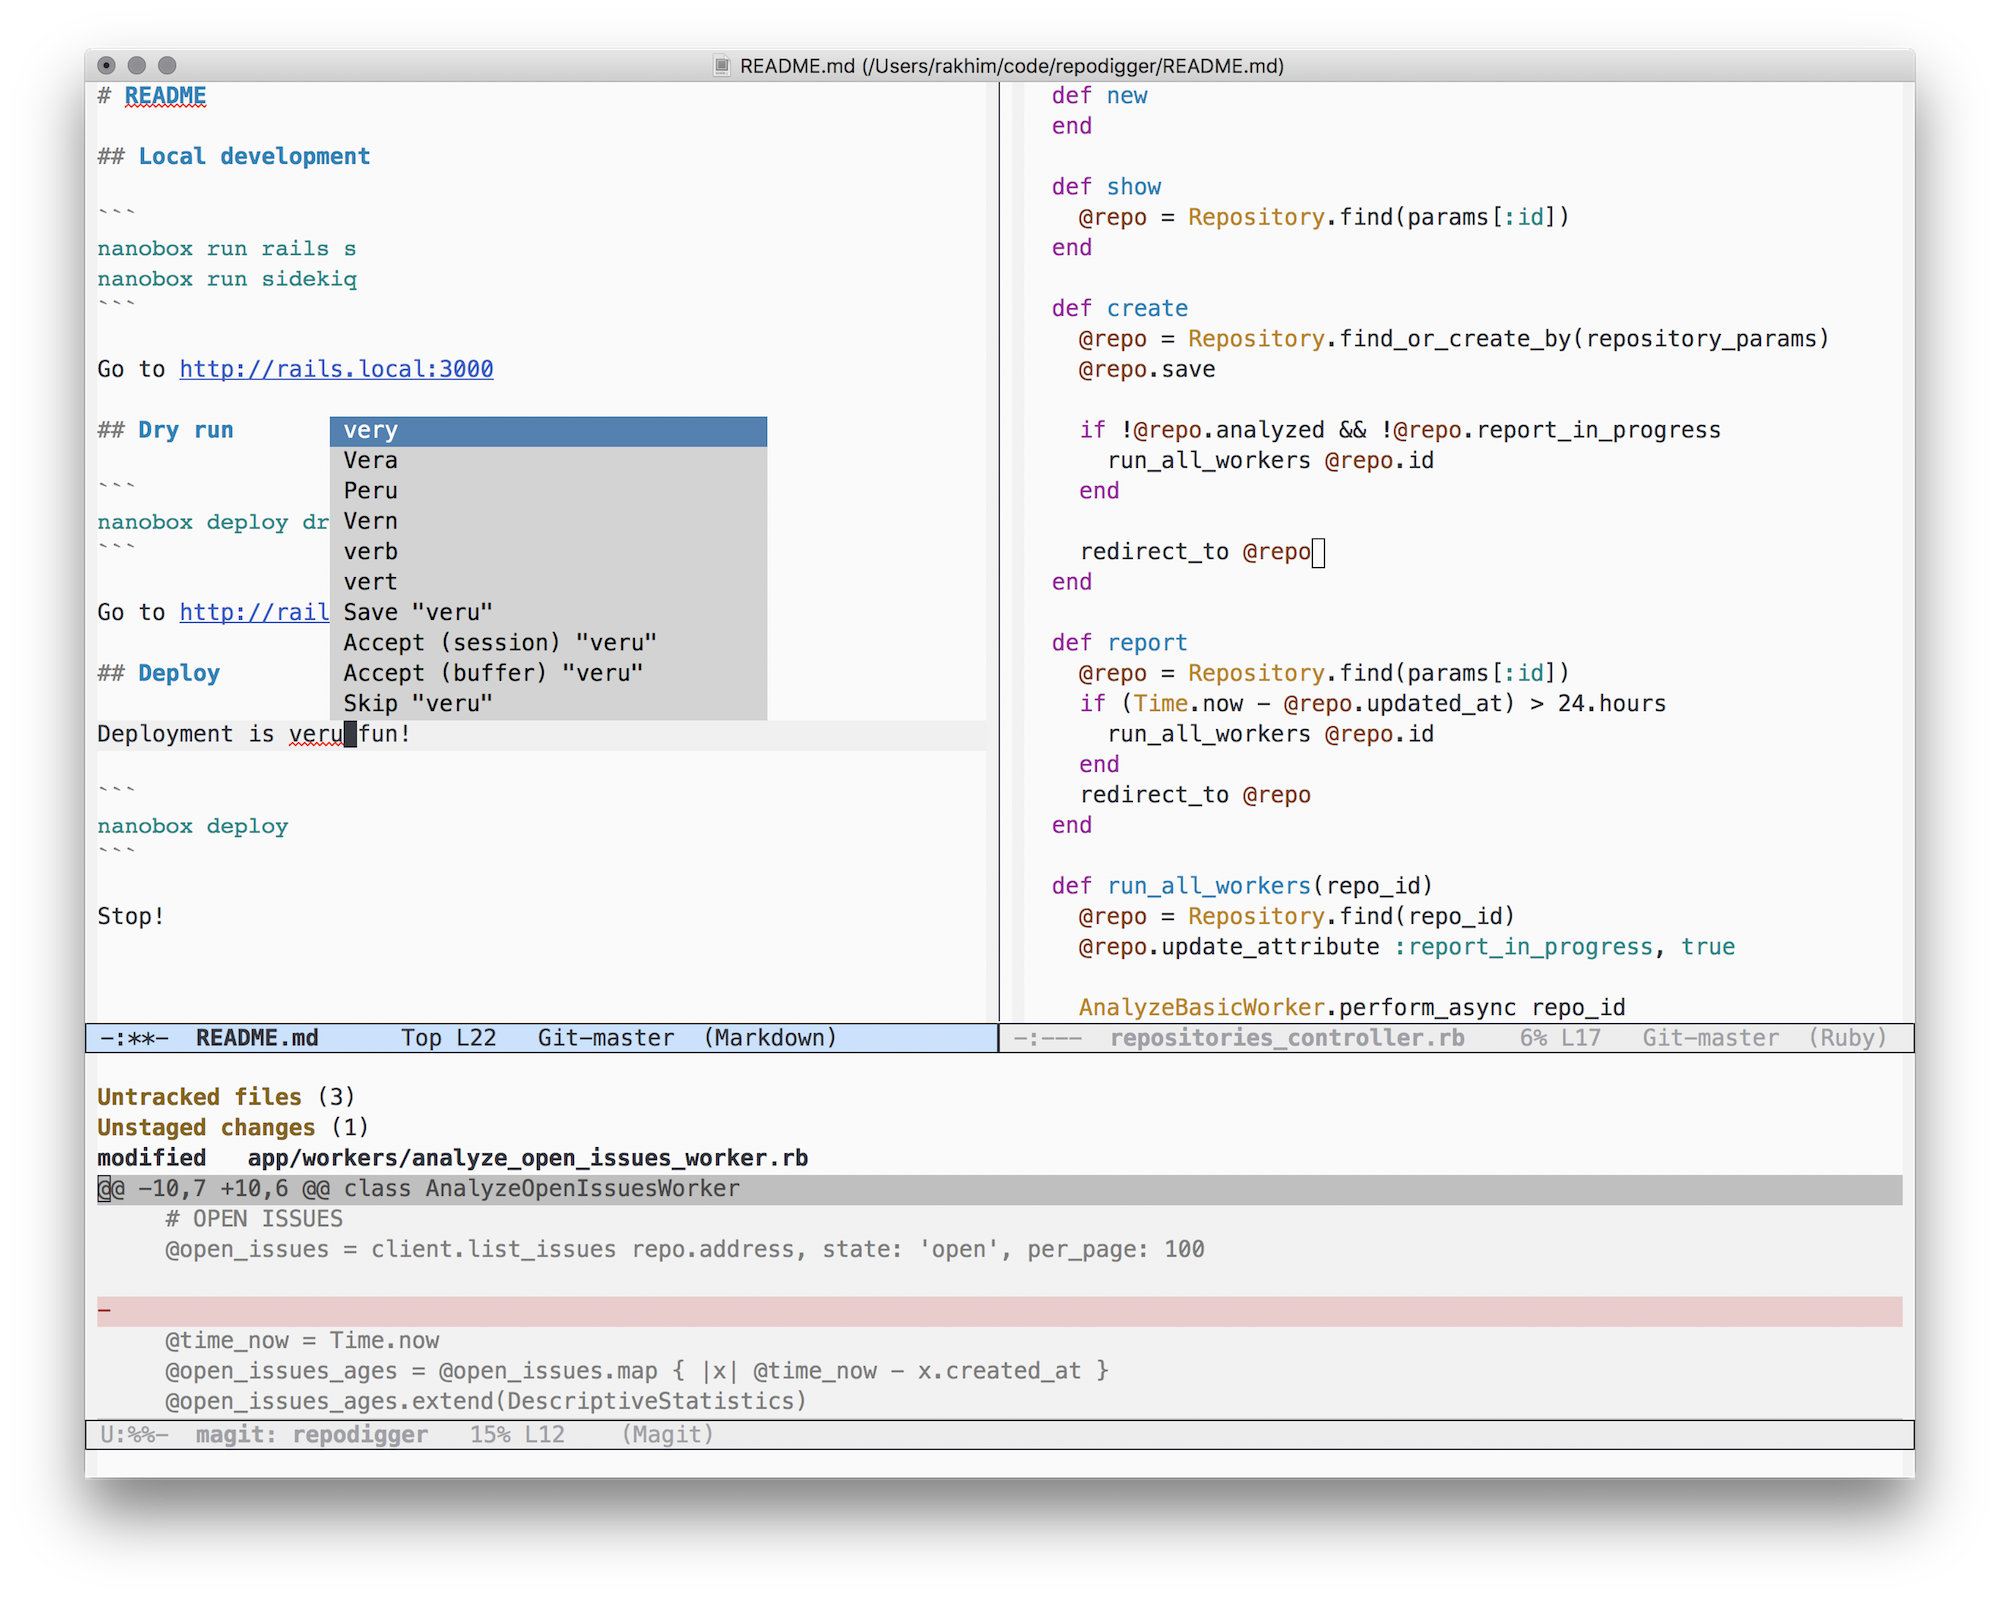 README.md (/Users/rakhim/code/repodigger/README.md)
# README
## Local development
```
nanobox run rails s
nanobox run sidekiq
```
Go to http://rails.local:3000
## Dry run
```
nanobox deploy dr
```
Go to http://rail
## Deploy
very
Vera
Peru
Vern
verb
vert
Save "veru"
Accept (session) "veru"
Accept (buffer) "veru"
Skip "veru"
Deployment is veru fun!
```
nanobox deploy
```
Stop!
-:**-  README.md      Top L22   Git-master  (Markdown)
def new
end
def show
  @repo = Repository.find(params[:id])
end
def create
  @repo = Repository.find_or_create_by(repository_params)
  @repo.save
  if !@repo.analyzed && !@repo.report_in_progress
    run_all_workers @repo.id
  end
  redirect_to @repo
end
def report
  @repo = Repository.find(params[:id])
  if (Time.now - @repo.updated_at) > 24.hours
    run_all_workers @repo.id
  end
  redirect_to @repo
end
def run_all_workers(repo_id)
  @repo = Repository.find(repo_id)
  @repo.update_attribute :report_in_progress, true
  AnalyzeBasicWorker.perform_async repo_id
-:---  repositories_controller.rb    6% L17   Git-master  (Ruby)
Untracked files (3)
Unstaged changes (1)
modified   app/workers/analyze_open_issues_worker.rb
@@ -10,7 +10,6 @@ class AnalyzeOpenIssuesWorker
     # OPEN ISSUES
     @open_issues = client.list_issues repo.address, state: 'open', per_page: 100
-
     @time_now = Time.now
     @open_issues_ages = @open_issues.map { |x| @time_now - x.created_at }
     @open_issues_ages.extend(DescriptiveStatistics)
U:%%-  magit: repodigger   15% L12    (Magit)